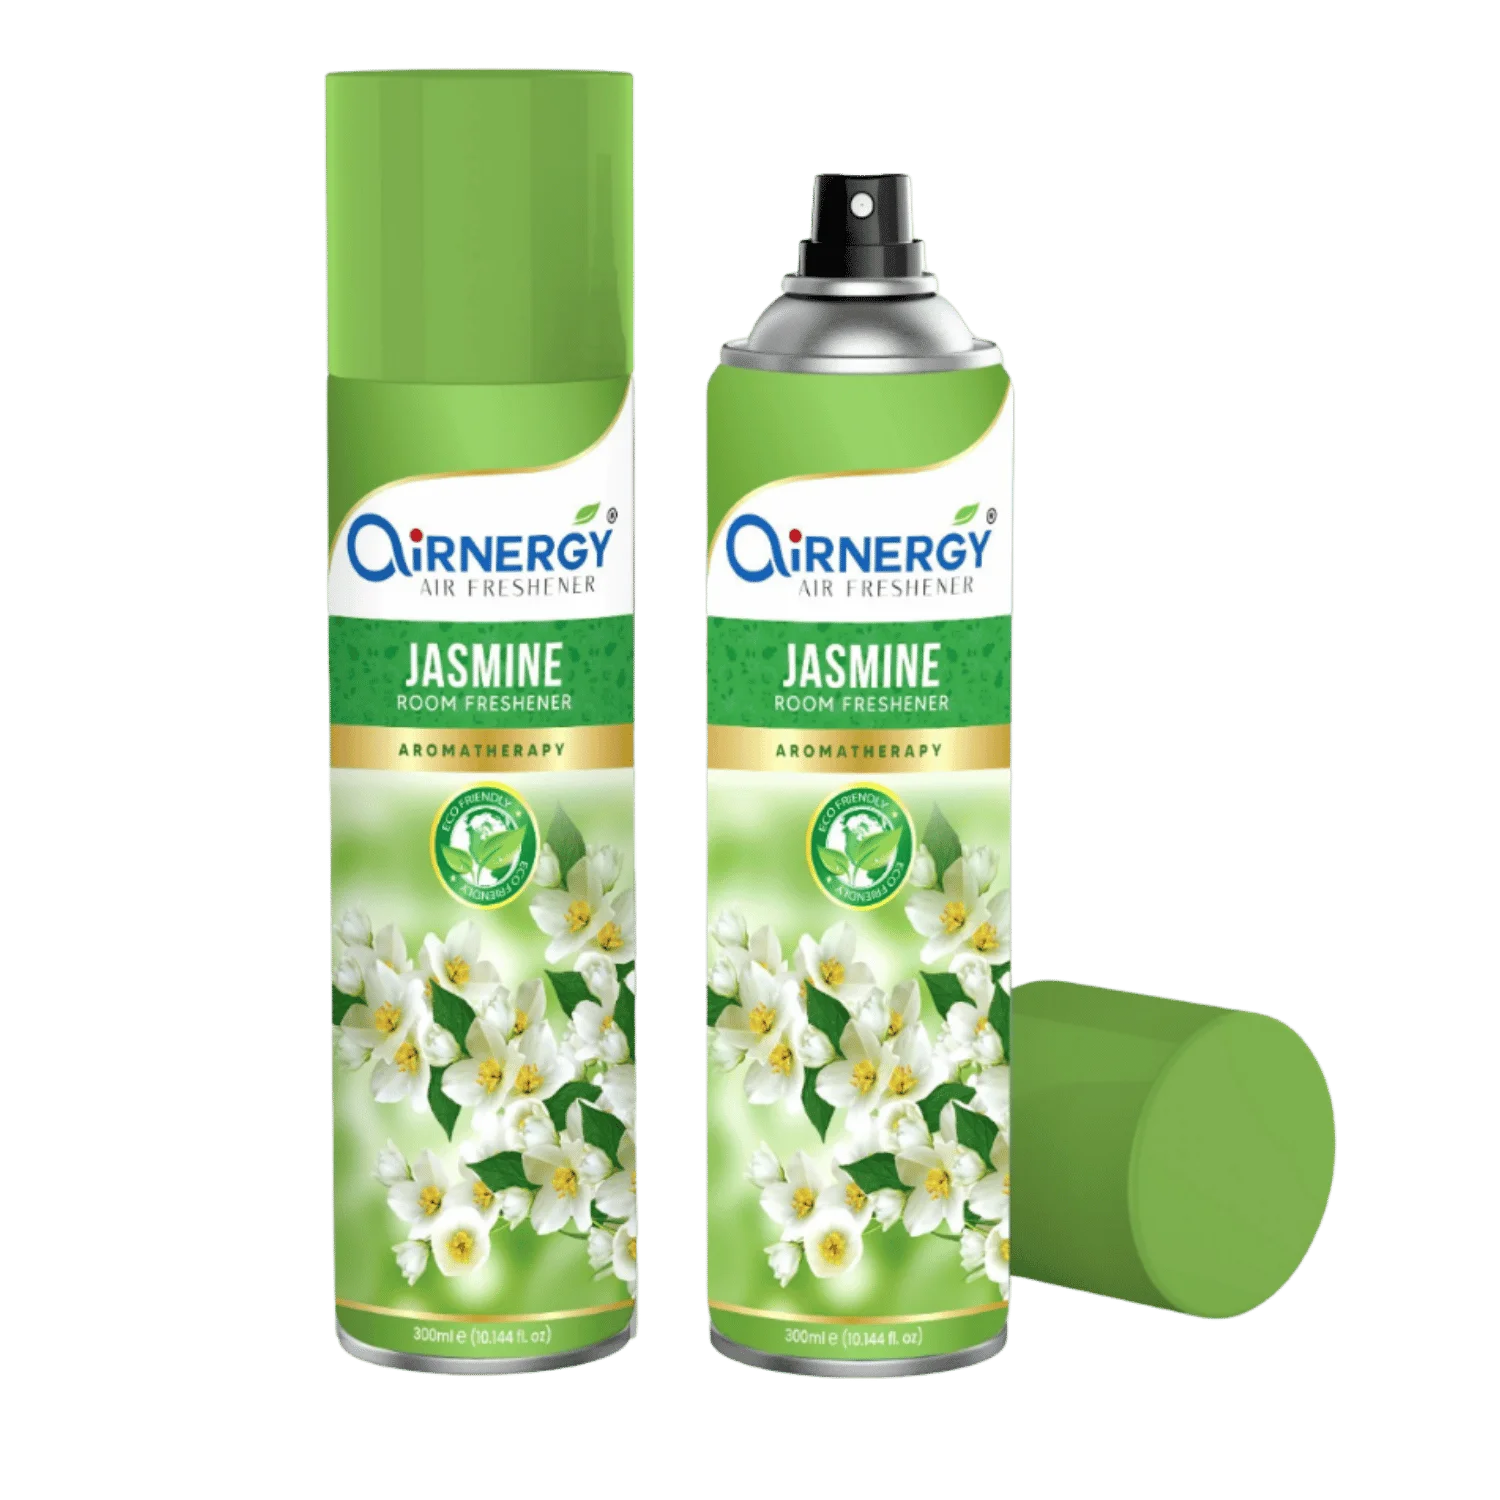 AiRNERGY®
AIR FRESHENER
JASMINE
ROOM FRESHENER
AROMATHERAPY
ECO FRIENDLY
ECO FRIENDLY
300ml e (10.144 fl. oz)
AiRNERGY®
AIR FRESHENER
JASMINE
ROOM FRESHENER
AROMATHERAPY
ECO FRIENDLY
ECO FRIENDLY
300ml e (10.144 fl. oz)